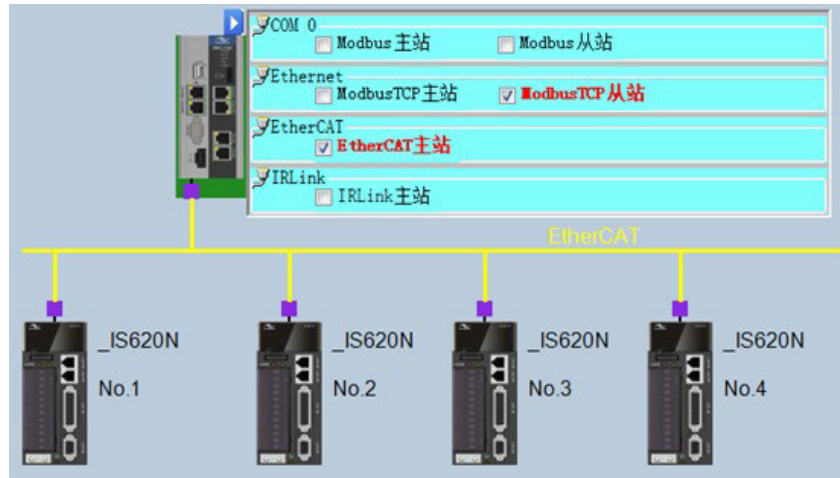 COM 0
Modbus主站 Modbus从站
Ethernet
ModbusTCP主站 ModbusTCP从站
EtherCAT
EtherCAT主站
IRLink
IRLink主站
EtherCAT
_IS620N _IS620N _IS620N _IS620N
No.1 No.2 No.3 No.4